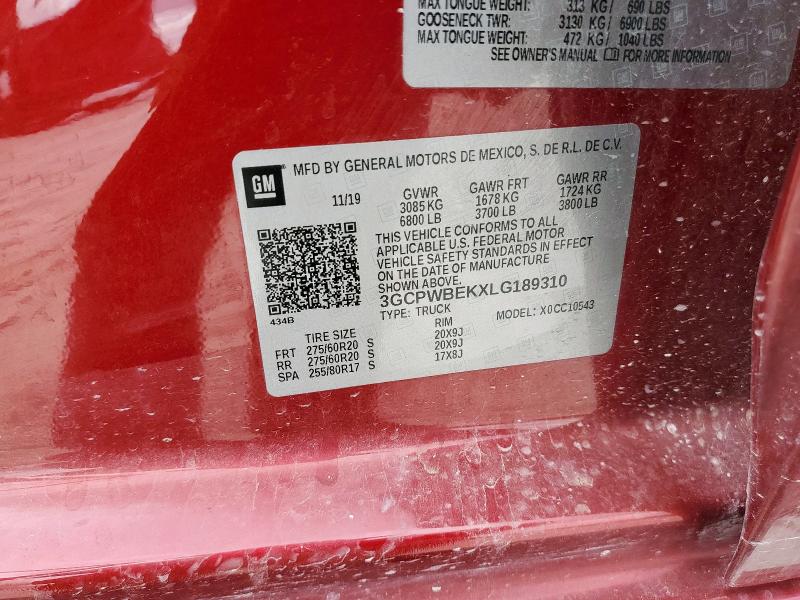 MAX TONGUE WEIGHT: 313 KG/ 690 LBS
GOOSENECK TWR: 3130 KG/ 6900 LBS
MAX TONGUE WEIGHT: 472 KG/ 1040 LBS
SEE OWNER'S MANUAL FOR MORE INFORMATION
GM
MFD BY GENERAL MOTORS DE MEXICO, S. DE R.L. DE C.V.
11/19 GVWR GAWR FRT GAWR RR
3085 KG 1678 KG 1724 KG
6800 LB 3700 LB 3800 LB
THIS VEHICLE CONFORMS TO ALL
APPLICABLE U.S. FEDERAL MOTOR
VEHICLE SAFETY STANDARDS IN EFFECT
ON THE DATE OF MANUFACTURE
SHOWN ABOVE.
3GCPWBEKXLG189310
TYPE: TRUCK MODEL: X0CC10543
434B
TIRE SIZE RIM
FRT 275/60R20 S 20X9J
RR 275/60R20 S 20X9J
SPA 255/80R17 S 17X8J